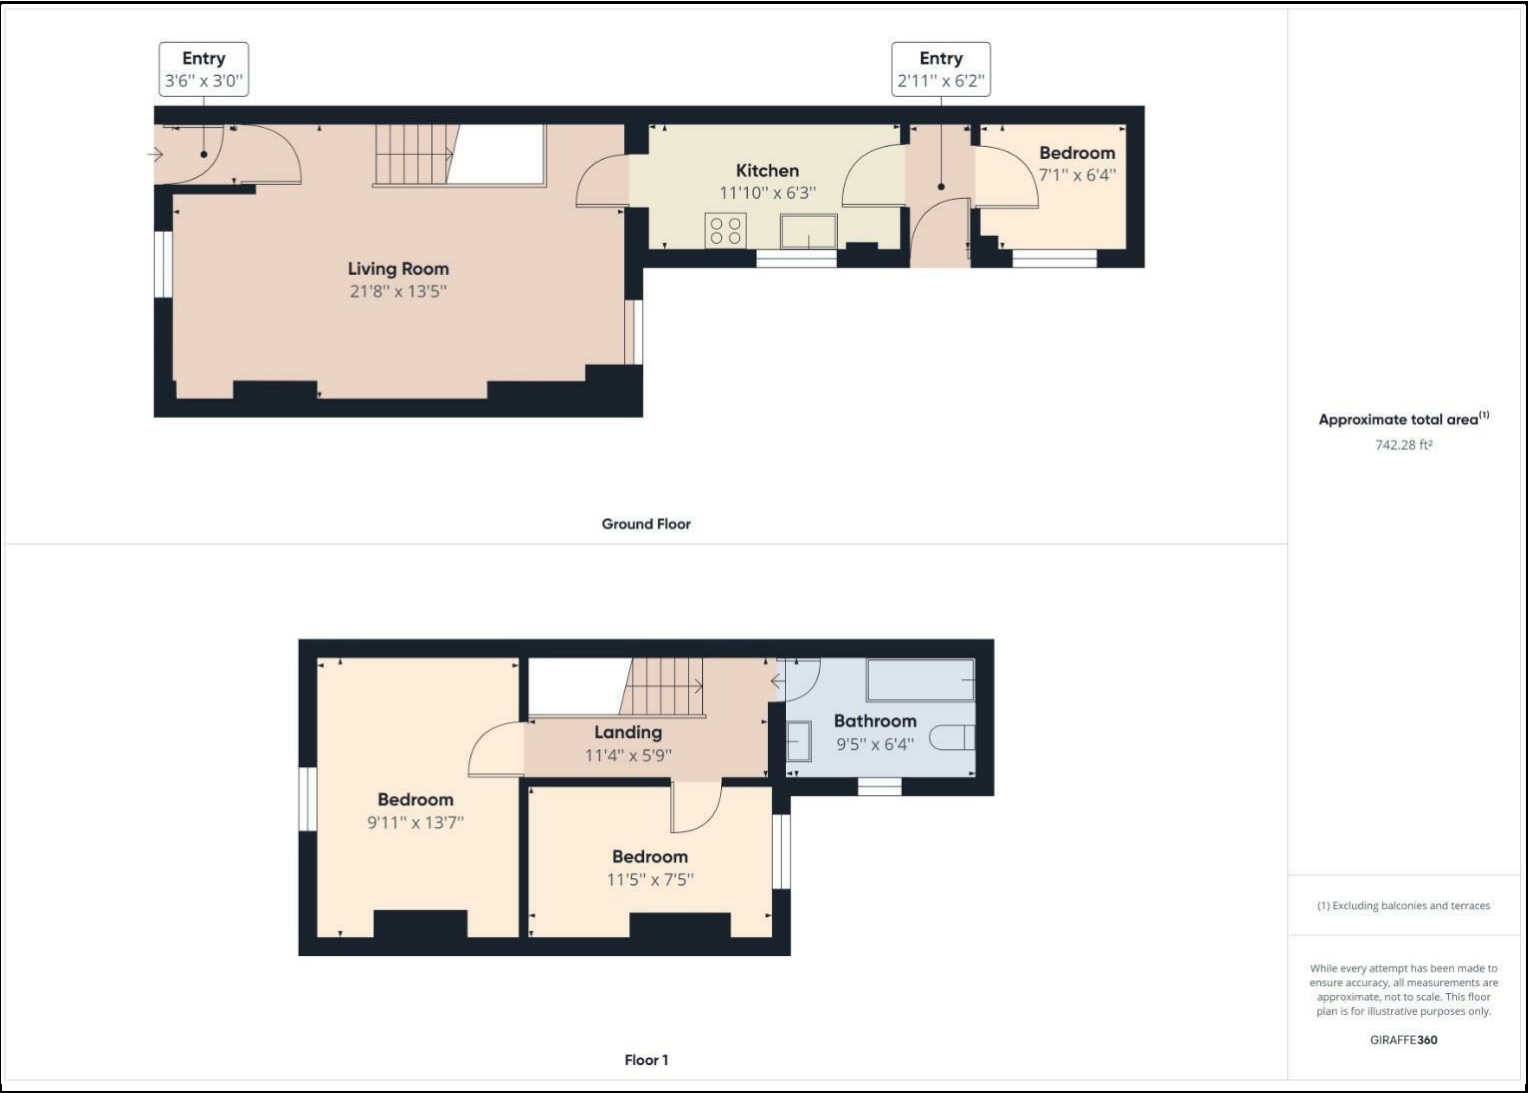 Entry
3'6" x 3'0"
Entry
2'11" x 6'2"
Kitchen
11'10" x 6'3"
Bedroom
7'1" x 6'4"
Living Room
21'8" x 13'5"
Ground Floor
Landing
11'4" x 5'9"
Bathroom
9'5" x 6'4"
Bedroom
9'11" x 13'7"
Bedroom
11'5" x 7'5"
Floor 1
Approximate total area(1)
742.28 ft²
(1) Excluding balconies and terraces
While every attempt has been made to
ensure accuracy, all measurements are
approximate, not to scale. This floor
plan is for illustrative purposes only.
GIRAFFE360